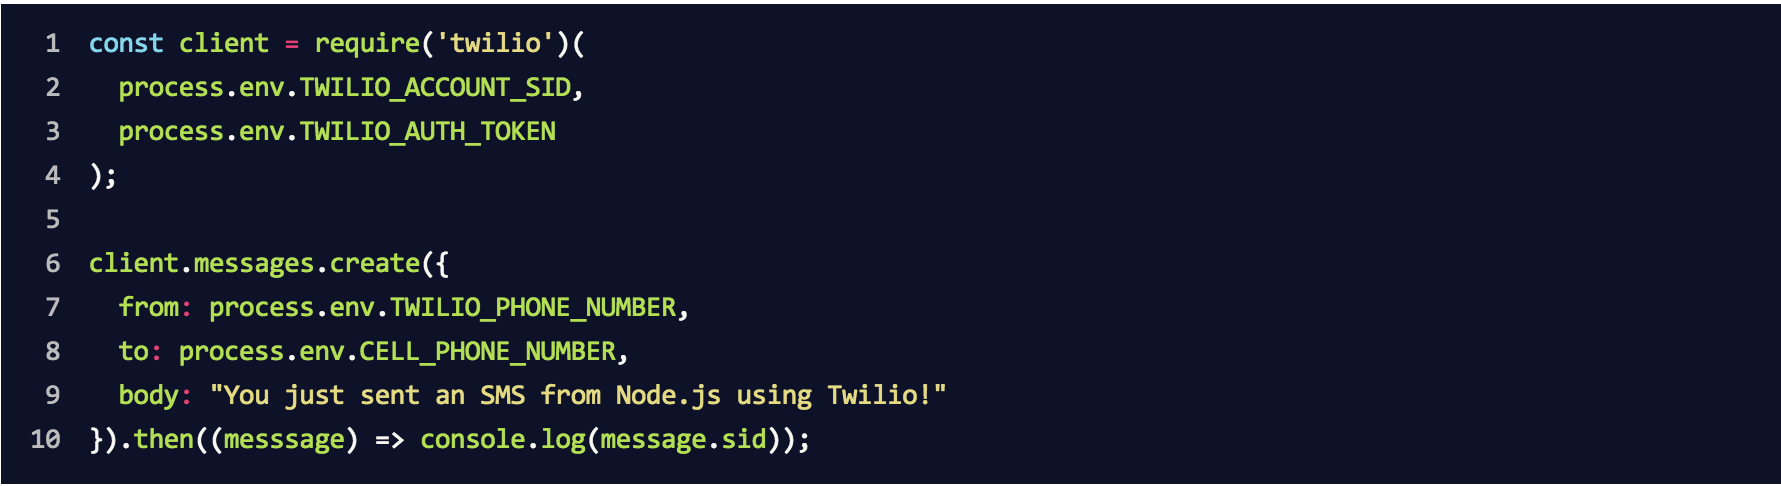 1 const client = require('twilio')(
2 process.env.TWILIO_ACCOUNT_SID,
3 process.env.TWILIO_AUTH_TOKEN
4 );
5
6 client.messages.create({
7 from: process.env.TWILIO_PHONE_NUMBER,
8 to: process.env.CELL_PHONE_NUMBER,
9 body: "You just sent an SMS from Node.js using Twilio!"
10 }).then((messsage) => console.log(message.sid));